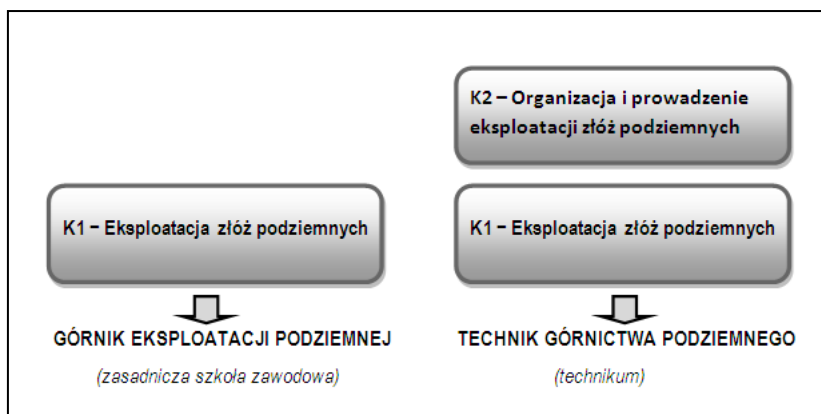 K2 – Organizacja i prowadzenie
eksploatacji złóż podziemnych
K1 – Eksploatacja złóż podziemnych
K1 – Eksploatacja złóż podziemnych
GÓRNIK EKSPLOATACJI PODZIEMNEJ
TECHNIK GÓRNICTWA PODZIEMNEGO
(zasadnicza szkoła zawodowa)
(technikum)